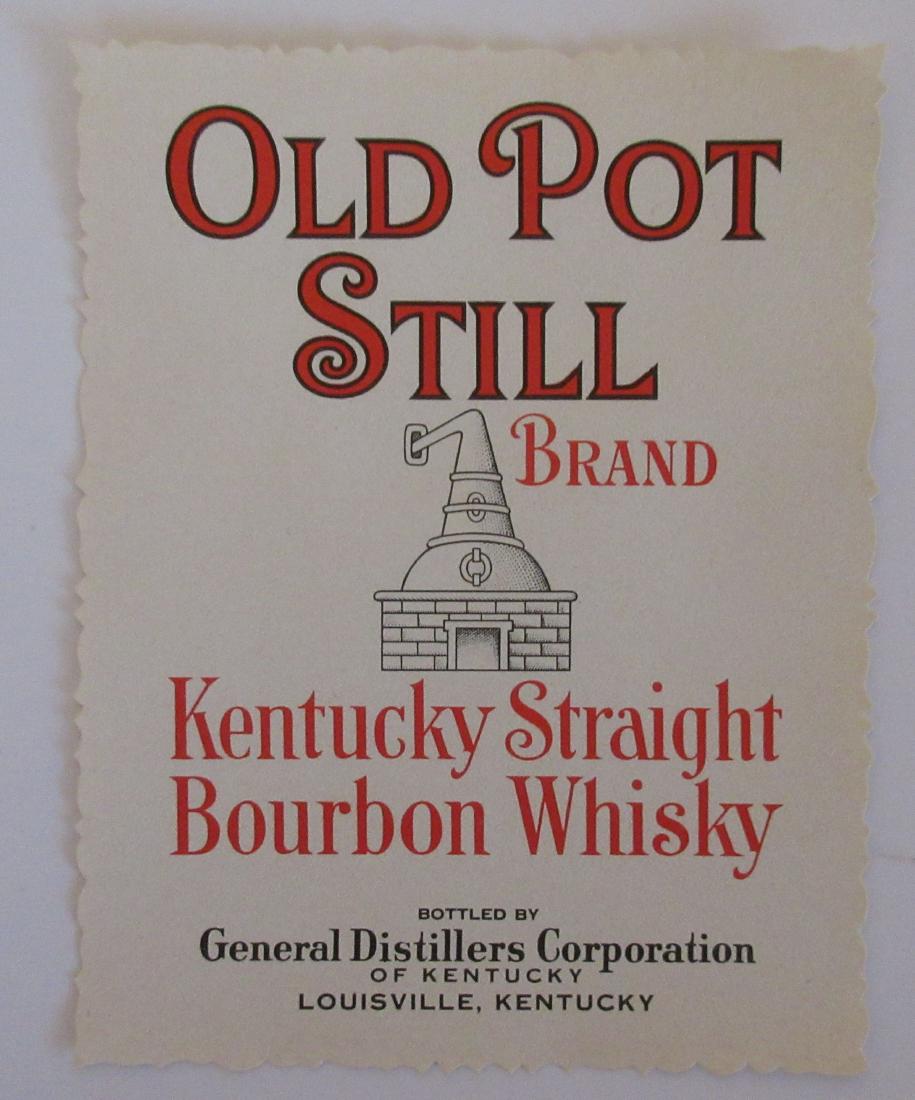 OLD POT
STILL
BRAND
Kentucky Straight
Bourbon Whisky
BOTTLED BY
General Distillers Corporation
OF KENTUCKY
LOUISVILLE, KENTUCKY